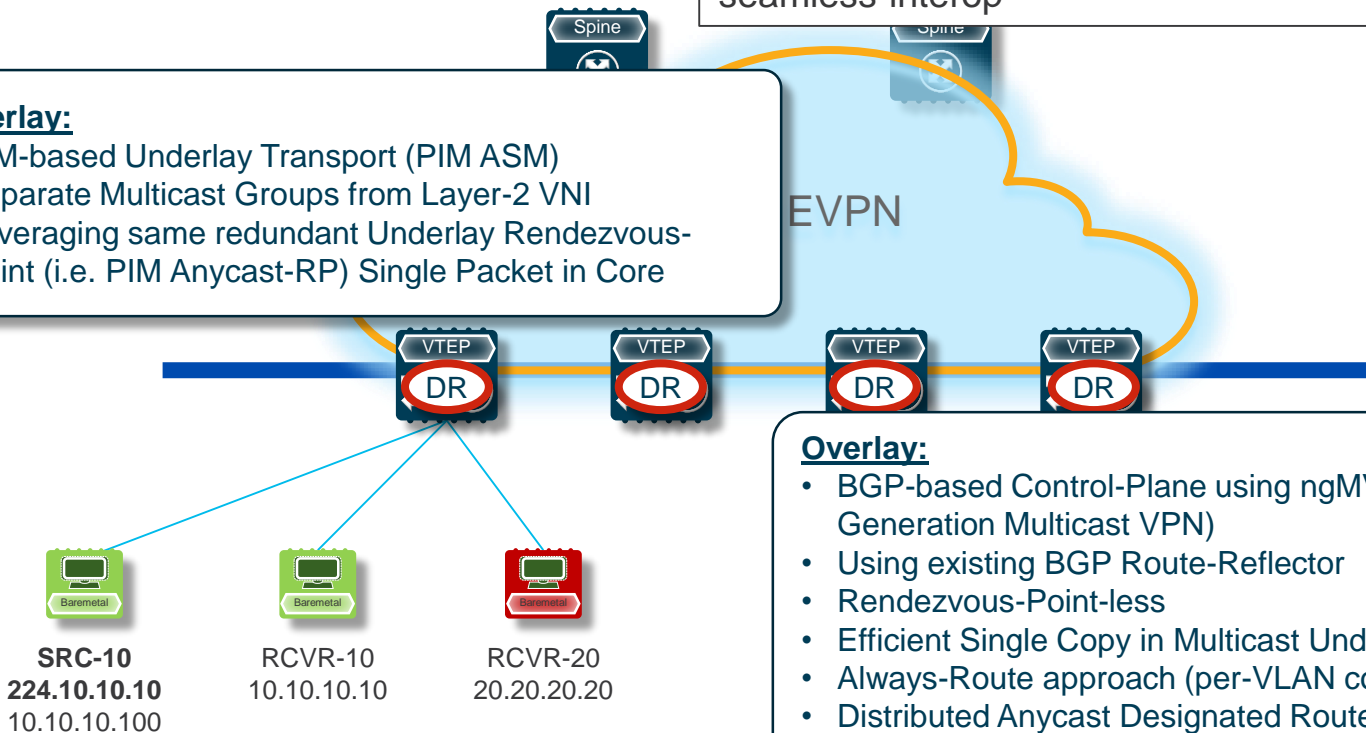 seamless interop
Spine
Spine
erlay:
M-based Underlay Transport (PIM ASM)
parate Multicast Groups from Layer-2 VNI
veraging same redundant Underlay Rendezvous-
int (i.e. PIM Anycast-RP) Single Packet in Core
EVPN
VTEP
VTEP
VTEP
VTEP
DR
DR
DR
DR
Overlay:
• BGP-based Control-Plane using ngMV
Generation Multicast VPN)
• Using existing BGP Route-Reflector
• Rendezvous-Point-less
• Efficient Single Copy in Multicast Und
• Always-Route approach (per-VLAN co
• Distributed Anycast Designated Route
Baremetal
Baremetal
Baremetal
SRC-10
224.10.10.10
10.10.10.100
RCVR-10
10.10.10.10
RCVR-20
20.20.20.20